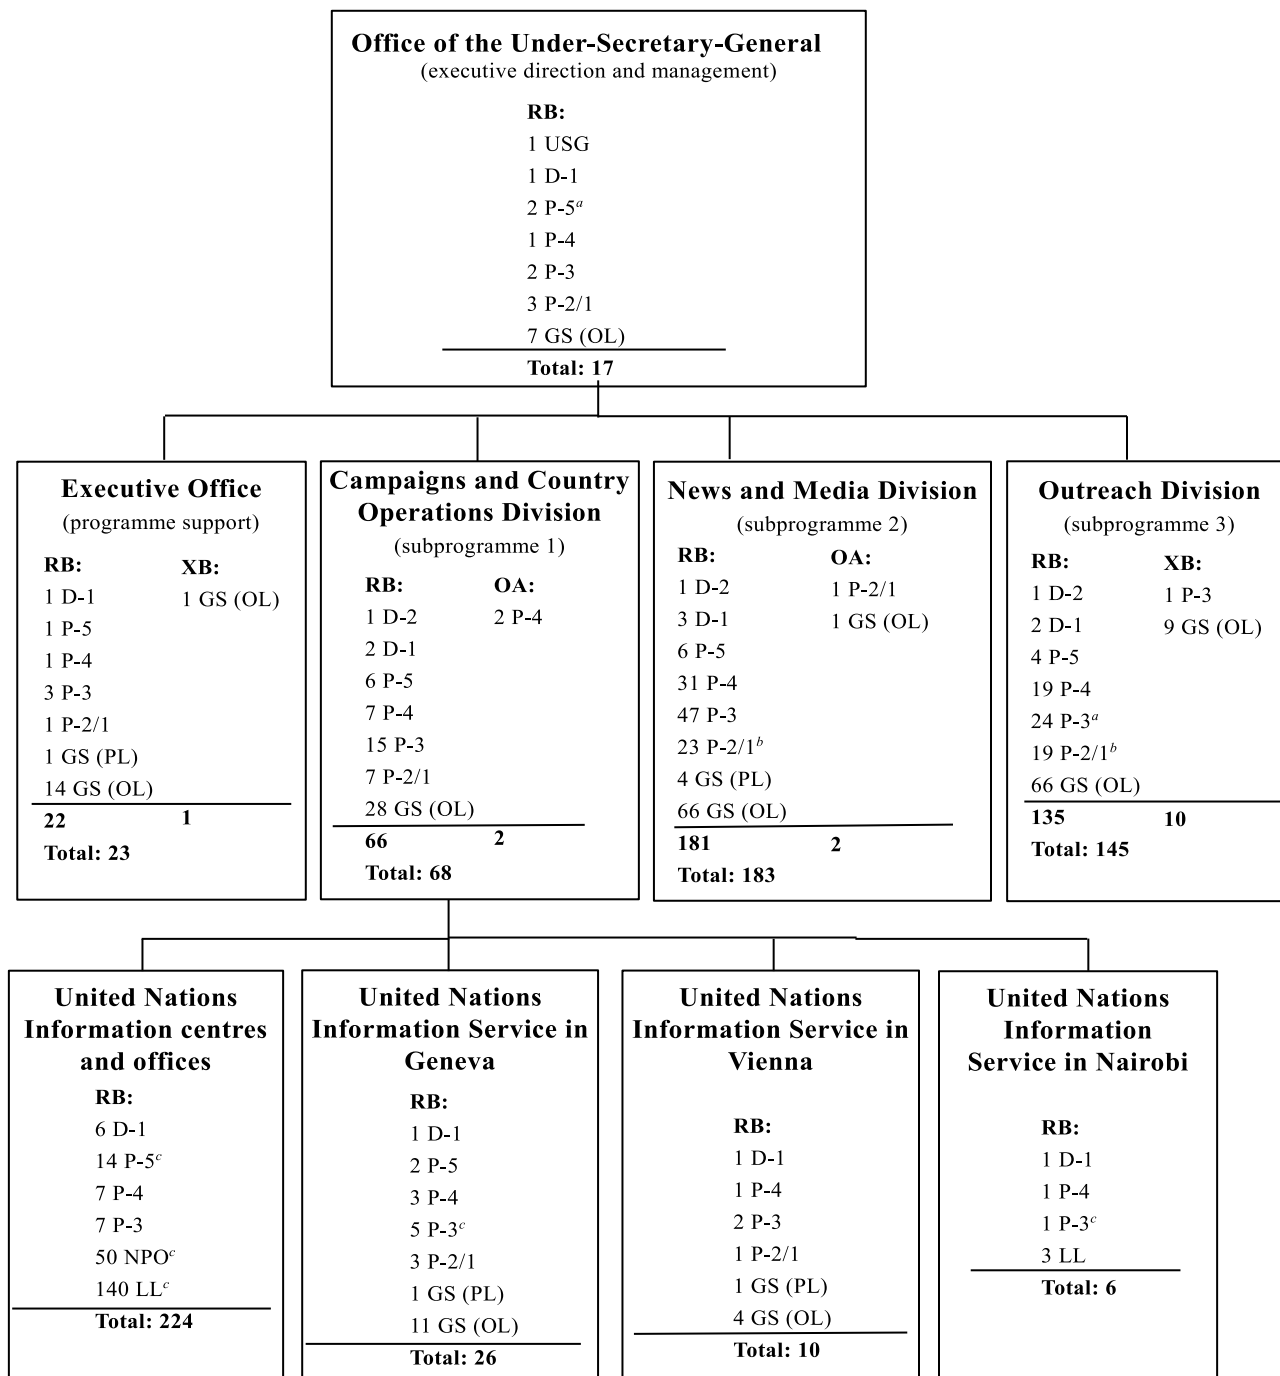 Office of the Under-Secretary-General
(executive direction and management)
RB:
1 USG
1 D-1
2 P-5a
1 P-4
2 P-3
3 P-2/1
7 GS (OL)
Total: 17
Executive Office
(programme support)
RB: XB:
1 D-1 1 GS (OL)
1 P-5
1 P-4
3 P-3
1 P-2/1
1 GS (PL)
14 GS (OL)
22 1
Total: 23
Campaigns and Country
Operations Division
(subprogramme 1)
RB: OA:
1 D-2 2 P-4
2 D-1
6 P-5
7 P-4
15 P-3
7 P-2/1
28 GS (OL)
66 2
Total: 68
News and Media Division
(subprogramme 2)
RB: OA:
1 D-2 1 P-2/1
3 D-1 1 GS (OL)
6 P-5
31 P-4
47 P-3
23 P-2/1b
4 GS (PL)
66 GS (OL)
181 2
Total: 183
Outreach Division
(subprogramme 3)
RB: XB:
1 D-2 1 P-3
2 D-1 9 GS (OL)
4 P-5
19 P-4
24 P-3a
19 P-2/1b
66 GS (OL)
135 10
Total: 145
United Nations
Information centres
and offices
RB:
6 D-1
14 P-5c
7 P-4
7 P-3
50 NPOc
140 LLc
Total: 224
United Nations
Information Service in
Geneva
RB:
1 D-1
2 P-5
3 P-4
5 P-3c
3 P-2/1
1 GS (PL)
11 GS (OL)
Total: 26
United Nations
Information Service in
Vienna
RB:
1 D-1
1 P-4
2 P-3
1 P-2/1
1 GS (PL)
4 GS (OL)
Total: 10
United Nations
Information
Service in Nairobi
RB:
1 D-1
1 P-4
1 P-3c
3 LL
Total: 6